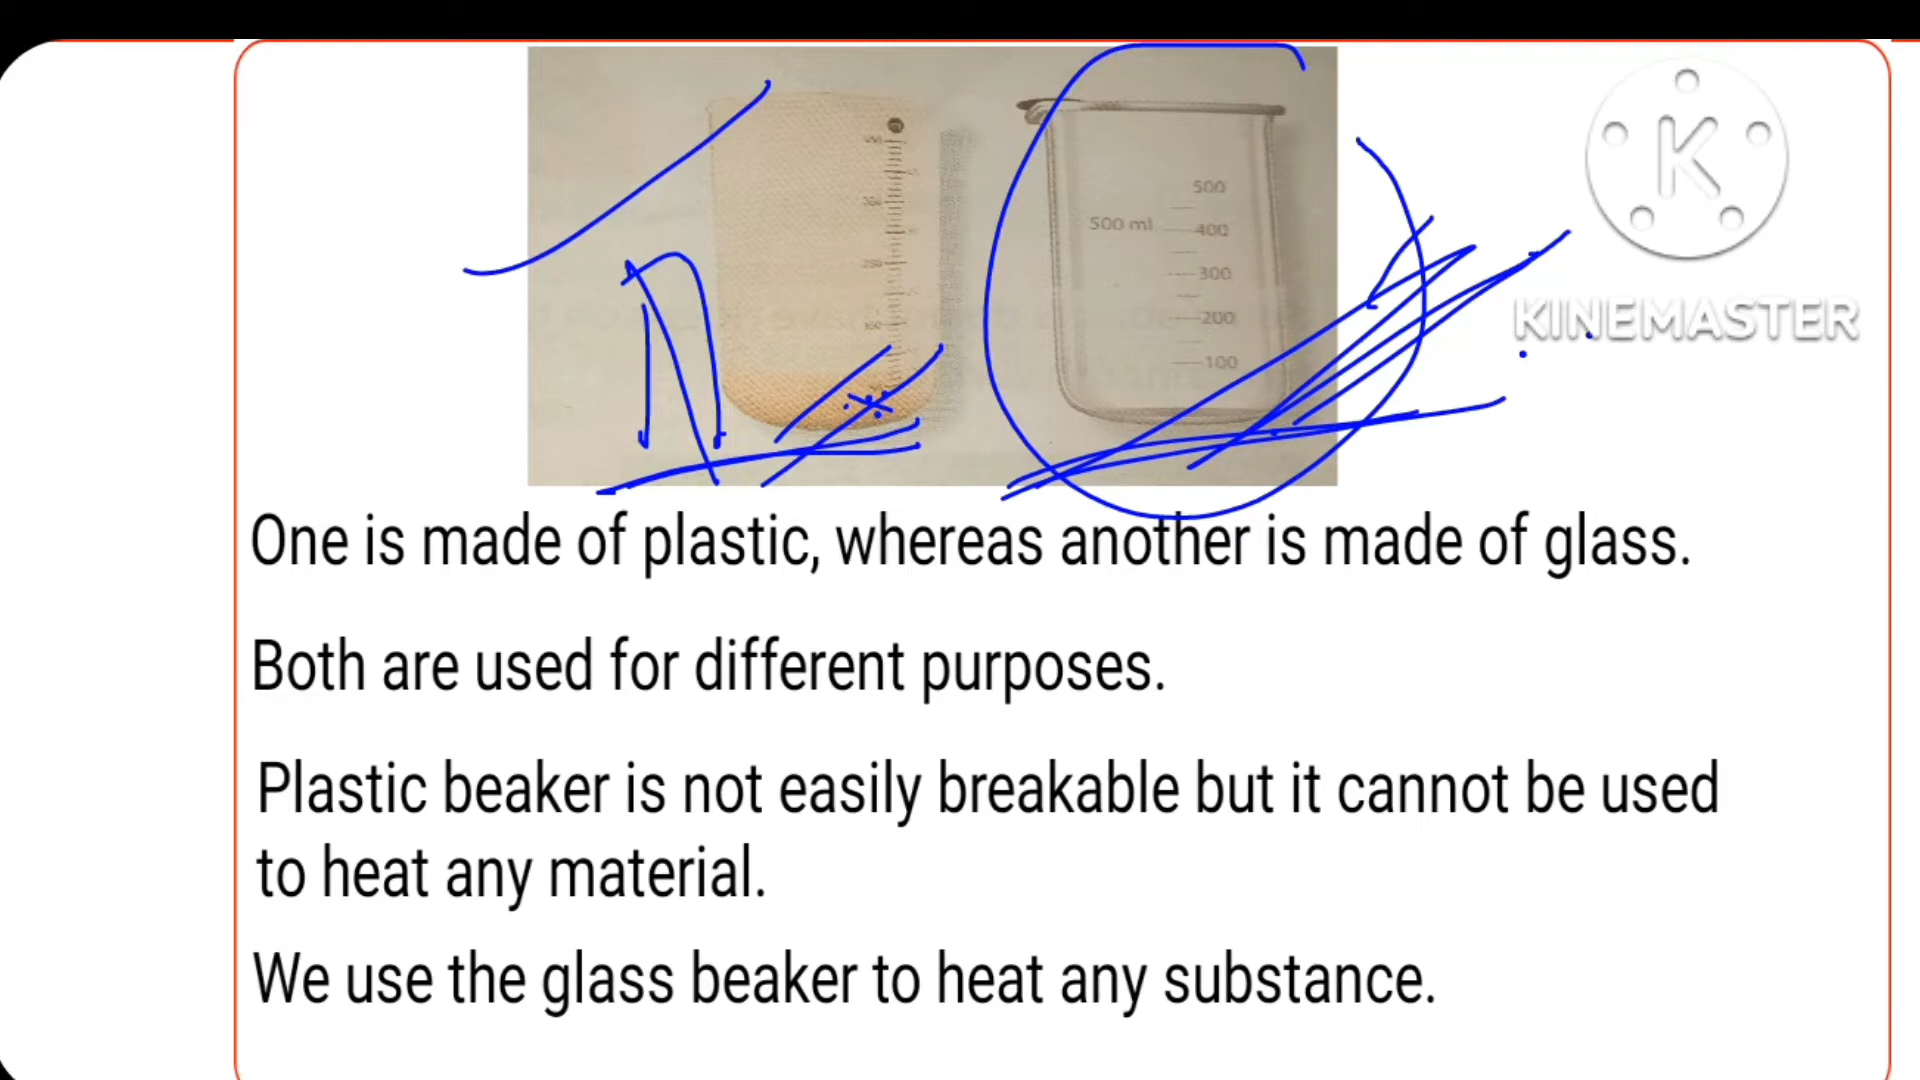 500
500 ml
400
300
200
100
K
KINEMASTER
One is made of plastic, whereas another is made of glass.
Both are used for different purposes.
Plastic beaker is not easily breakable but it cannot be used
to heat any material.
We use the glass beaker to heat any substance.